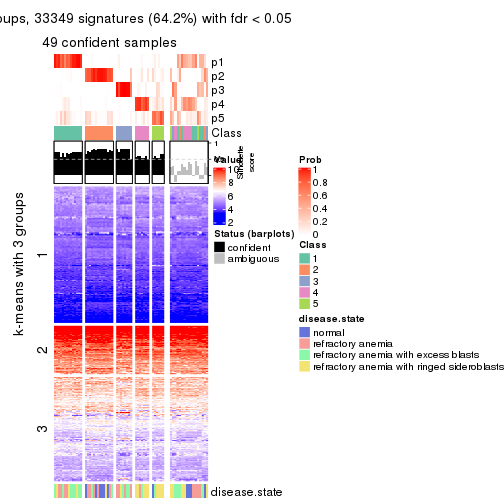 oups, 33349 signatures (64.2%) with fdr < 0.05
49 confident samples
p1
p2
p3
p4
p5
Class
1
0
Silhouette
score
Value
10
8
6
4
2
Prob
1
0.8
0.6
0.4
0.2
0
Status (barplots)
confident
ambiguous
Class
1
2
3
4
5
disease.state
normal
refractory anemia
refractory anemia with excess blasts
refractory anemia with ringed sideroblasts
k-means with 3 groups
1
2
3
disease.state